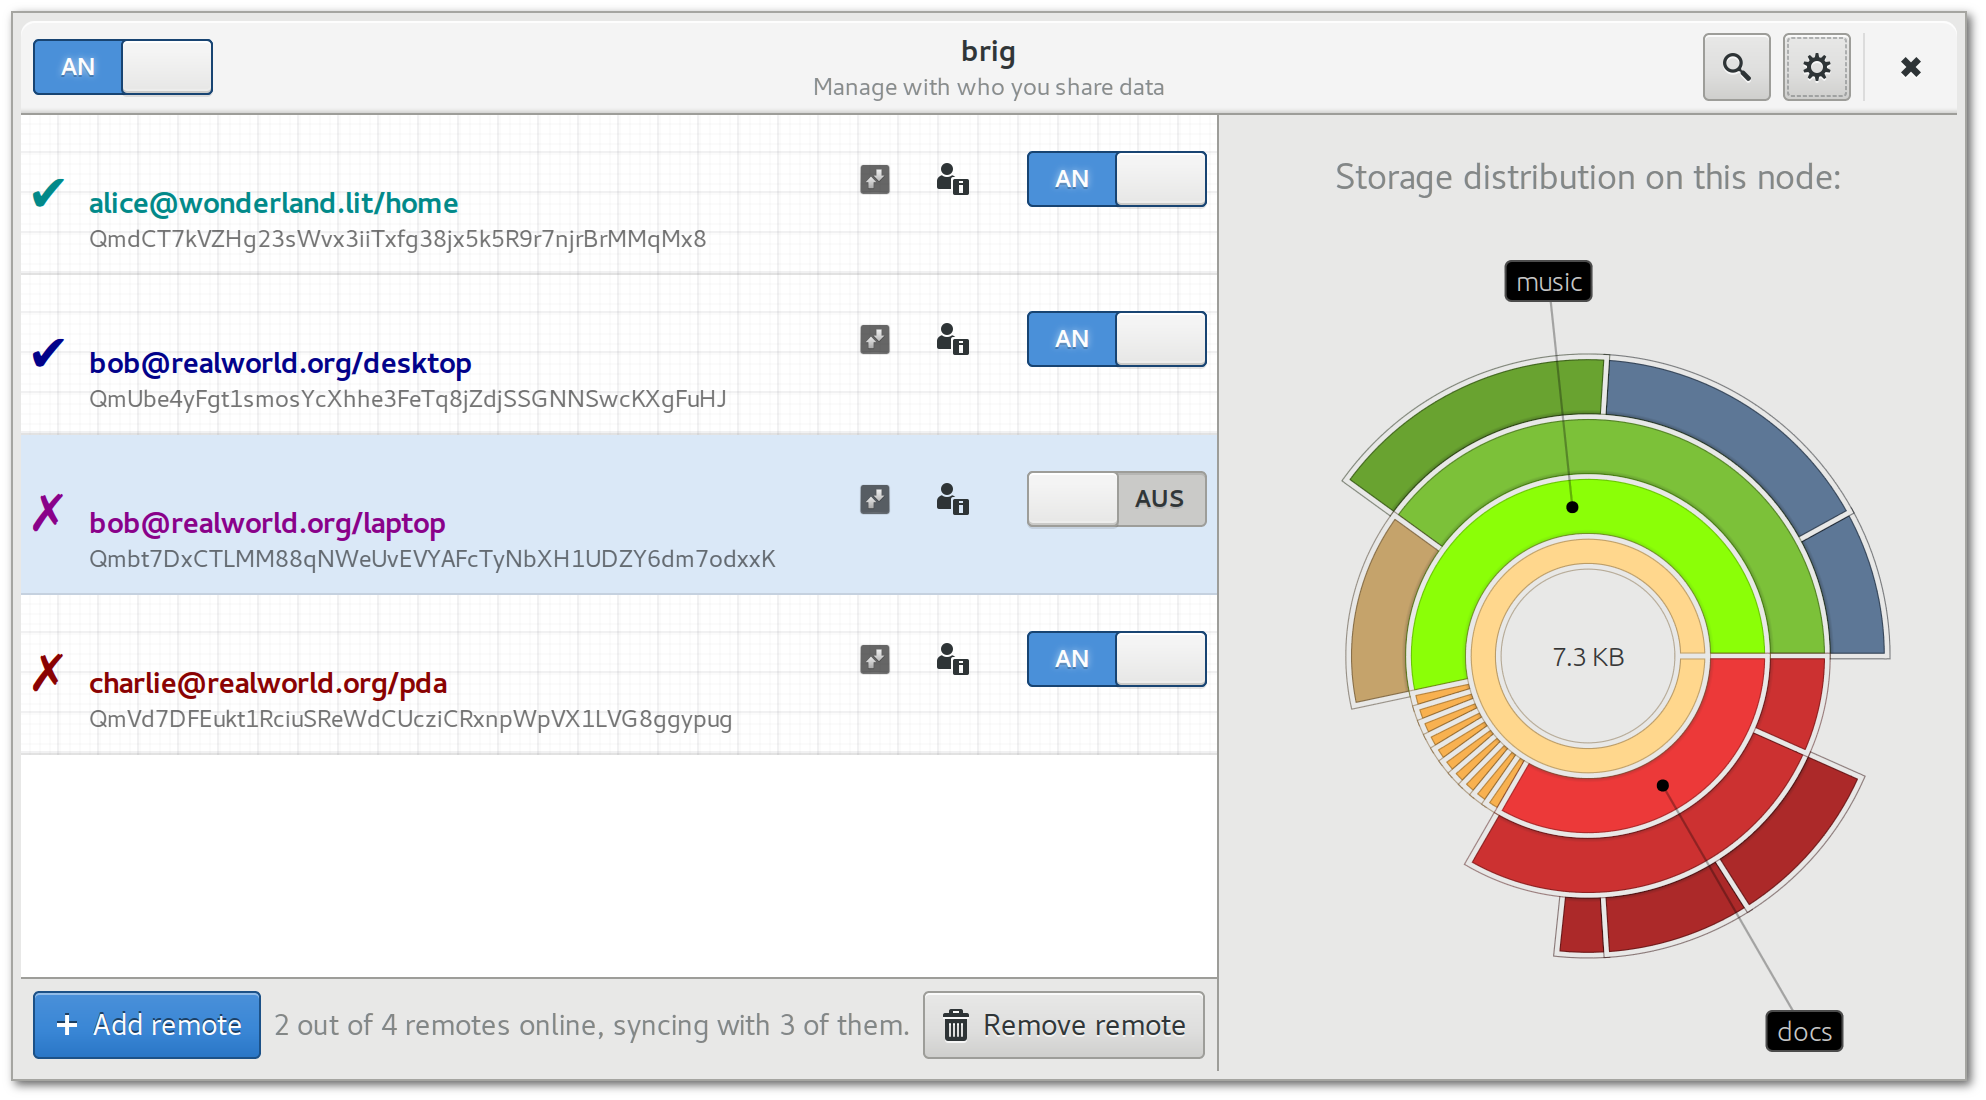 AN
brig
Manage with who you share data
alice@wonderland.lit/home
QmdCT7kVZHg23sWvx3iiTxfg38jx5k5R9r7njrBrMMqMx8
AN
bob@realworld.org/desktop
QmUbe4yFgt1smosYcXhhe3FeTq8jZdjSSGNNSwcKXgFuHJ
AN
bob@realworld.org/laptop
Qmbt7DxCTLMM88qNWeUvEVYAFcTyNbXH1UDZY6dm7odxxK
AUS
charlie@realworld.org/pda
QmVd7DFEukt1RciuSReWdCUcziCRxnpWpVX1LVG8ggypug
AN
+ Add remote
2 out of 4 remotes online, syncing with 3 of them.
Remove remote
Storage distribution on this node:
music
7.3 KB
docs